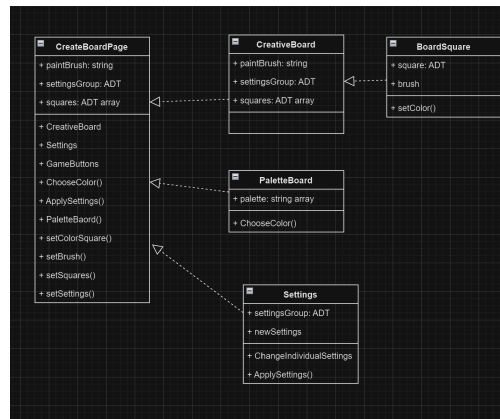 CreateBoardPage
+ paintBrush: string
+ settingsGroup: ADT
+ squares: ADT array
+ CreativeBoard
+ Settings
+ GameButtons
+ ChooseColor()
+ ApplySettings()
+ PaletteBaord()
+ setColorSquare()
+ setBrush()
+ setSquares()
+ setSettings()
CreativeBoard
+ paintBrush: string
+ settingsGroup: ADT
+ squares: ADT array
BoardSquare
+ square: ADT
+ brush
+ setColor()
PaletteBoard
+ palette: string array
+ ChooseColor()
Settings
+ settingsGroup: ADT
+ newSettings
+ ChangeIndividualSettings
+ ApplySettings()